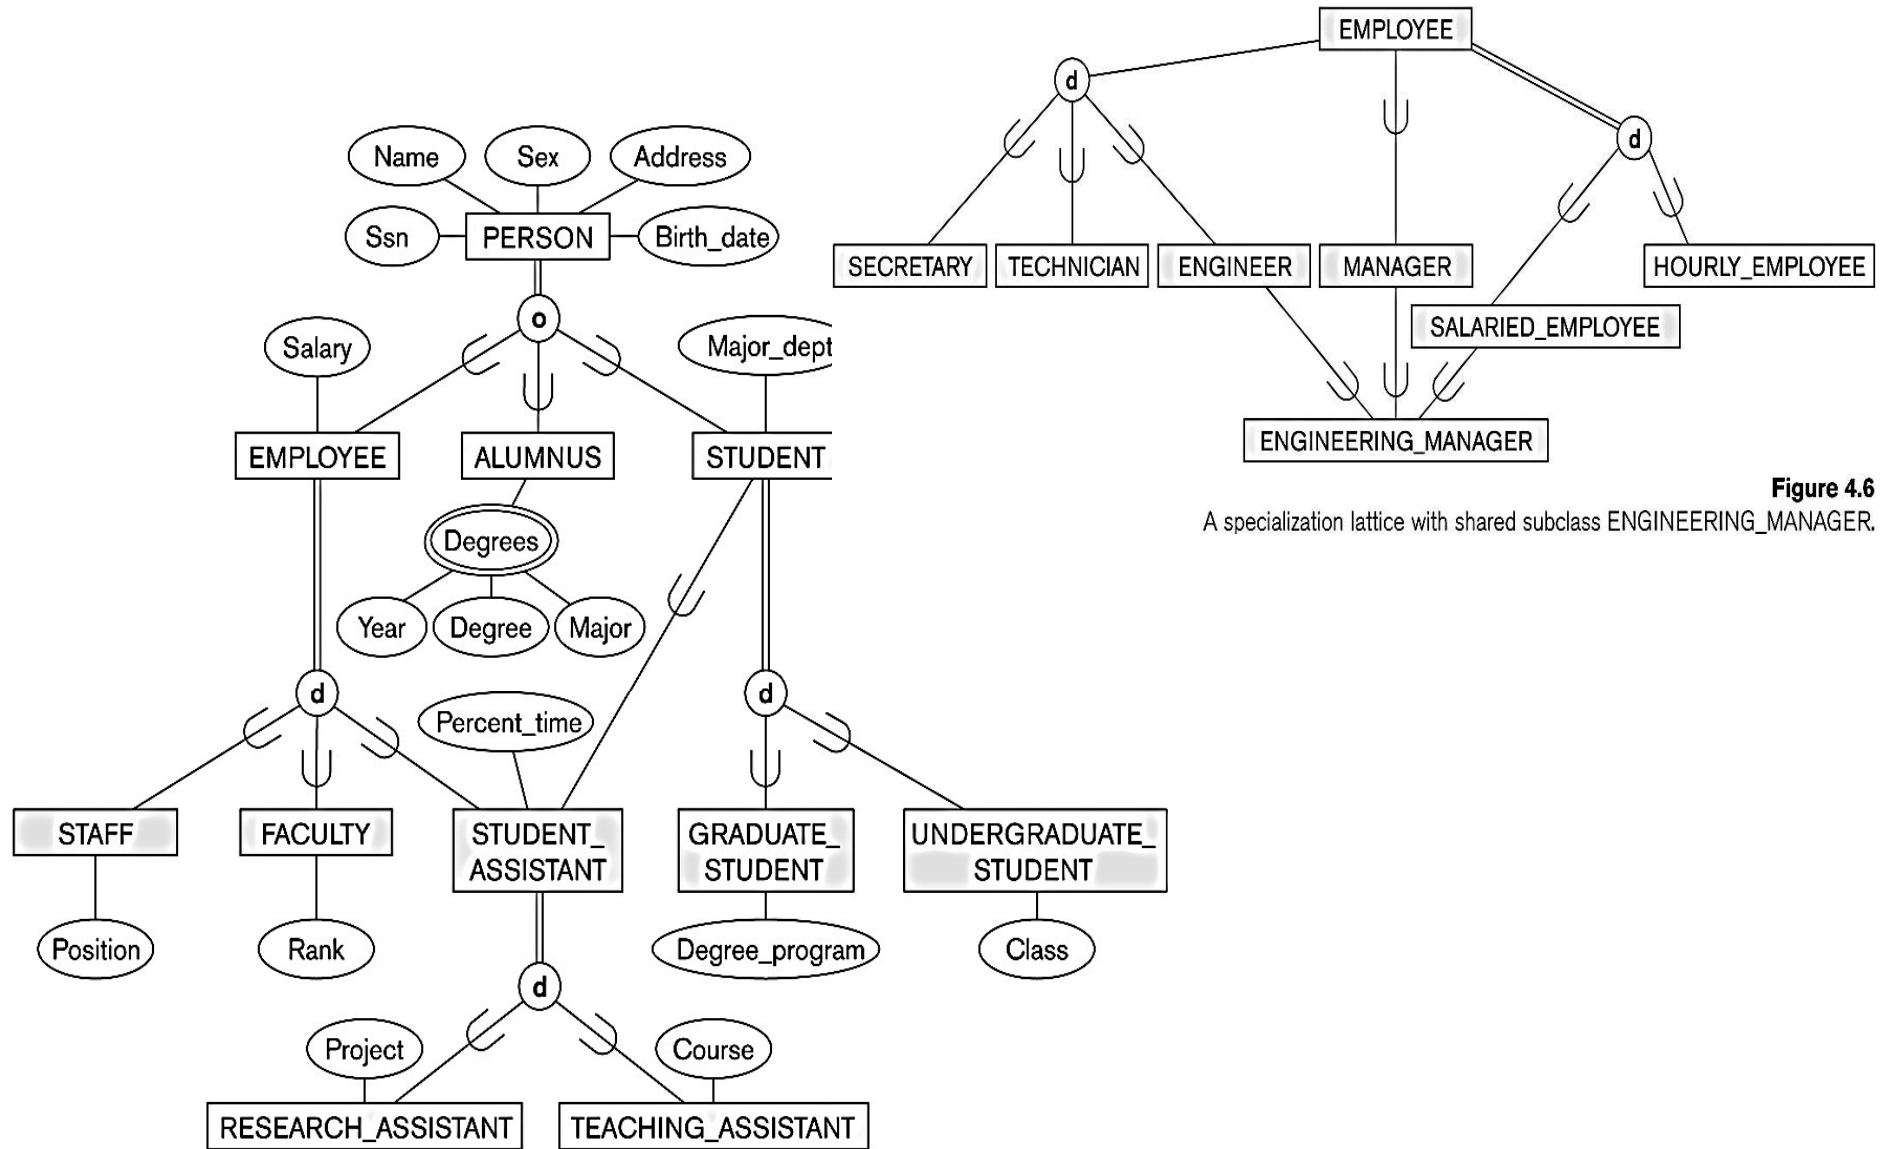 EMPLOYEE
d
d
SECRETARY
TECHNICIAN
ENGINEER
MANAGER
HOURLY_EMPLOYEE
SALARIED_EMPLOYEE
ENGINEERING_MANAGER
Figure 4.6
A specialization lattice with shared subclass ENGINEERING_MANAGER.
Name
Sex
Address
Ssn
PERSON
Birth_date
o
Salary
Major_dept
EMPLOYEE
ALUMNUS
STUDENT
Degrees
Year
Degree
Major
d
d
Percent_time
STAFF
FACULTY
STUDENT_
ASSISTANT
GRADUATE_
STUDENT
UNDERGRADUATE_
STUDENT
Position
Rank
Degree_program
Class
d
Project
Course
RESEARCH_ASSISTANT
TEACHING_ASSISTANT